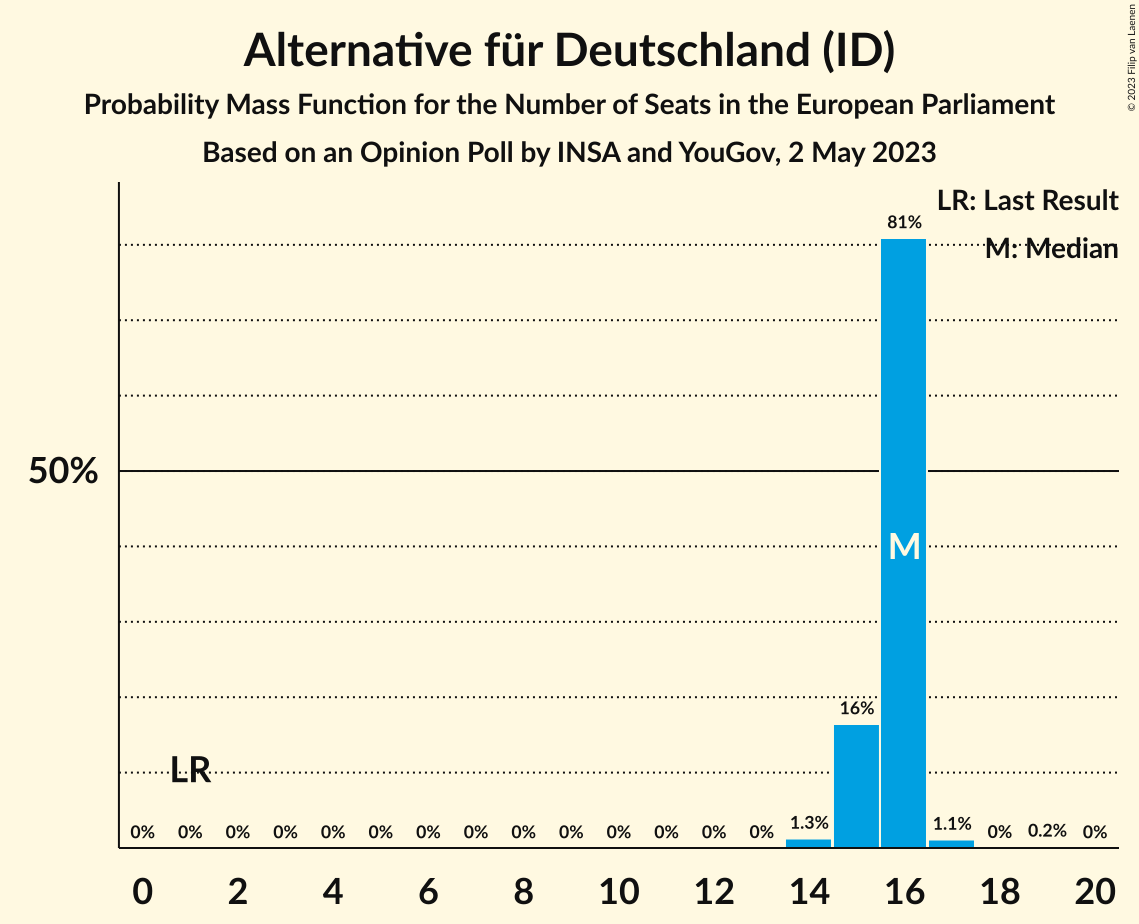 Alternative für Deutschland (ID)
Probability Mass Function for the Number of Seats in the European Parliament
Based on an Opinion Poll by INSA and YouGov, 2 May 2023
© 2023 Filip van Laenen
LR: Last Result
M: Median
81%
50%
M
16%
LR
0% 0% 0% 0% 0% 0% 0% 0% 0% 0% 0% 0% 0% 0% 1.3% 1.1% 0% 0.2% 0%
0 2 4 6 8 10 12 14 16 18 20